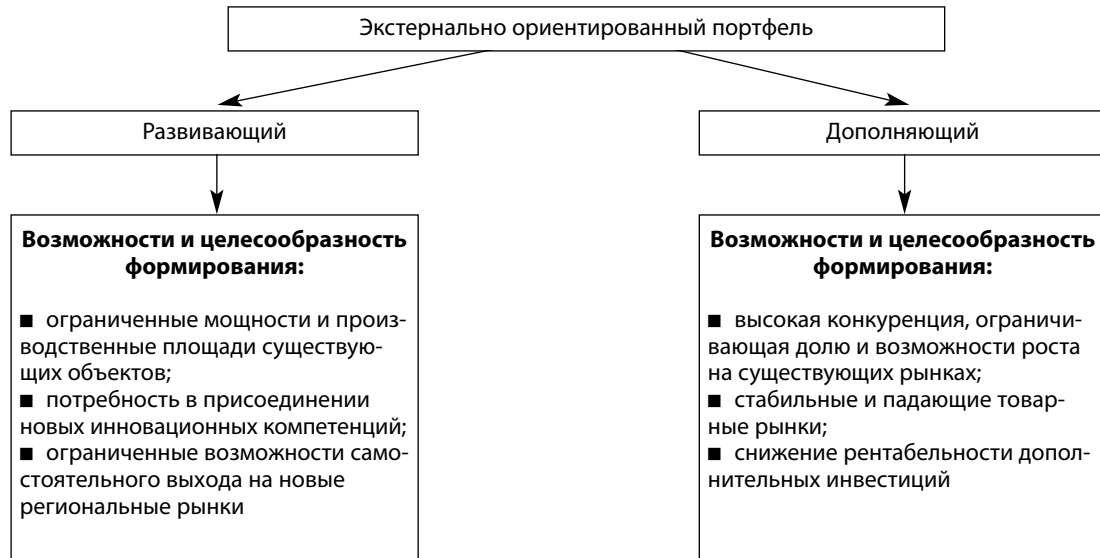 Экстернально ориентированный портфель
Развивающий
Возможности и целесообразность
формирования:
■ ограниченные мощности и произ-
водственные площади существую-
щих объектов;
■ потребность в присоединении
новых инновационных компетенций;
■ ограниченные возможности само-
стоятельного выхода на новые
региональные рынки
Дополняющий
Возможности и целесообразность
формирования:
■ высокая конкуренция, ограничи-
вающая долю и возможности роста
на существующих рынках;
■ стабильные и падающие товар-
ные рынки;
■ снижение рентабельности допол-
нительных инвестиций